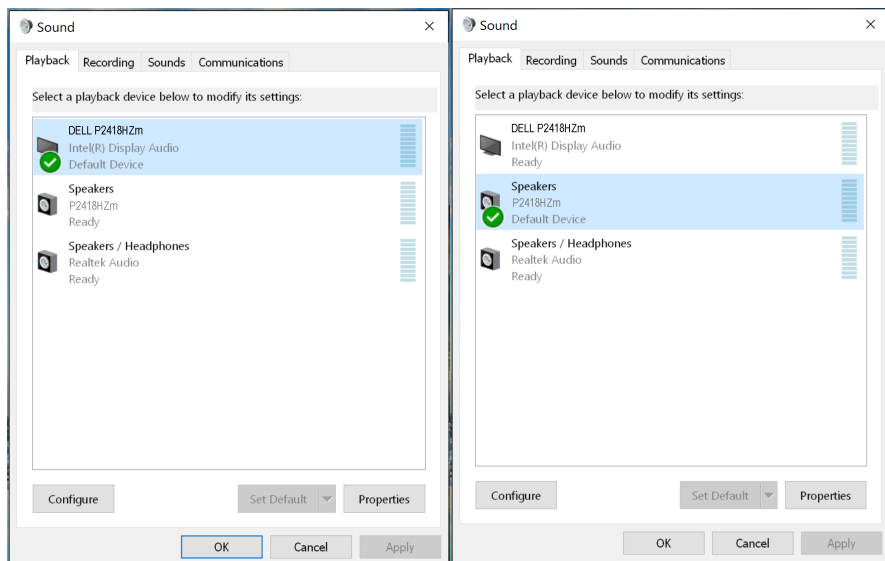 Sound
Playback Recording Sounds Communications
Select a playback device below to modify its settings:
DELL P2418HZm
Intel(R) Display Audio
Default Device
Speakers
P2418HZm
Ready
Speakers / Headphones
Realtek Audio
Ready
Configure Set Default Properties
OK Cancel Apply
Sound
Playback Recording Sounds Communications
Select a playback device below to modify its settings:
DELL P2418HZm
Intel(R) Display Audio
Ready
Speakers
P2418HZm
Default Device
Speakers / Headphones
Realtek Audio
Ready
Configure Set Default Properties
OK Cancel Apply